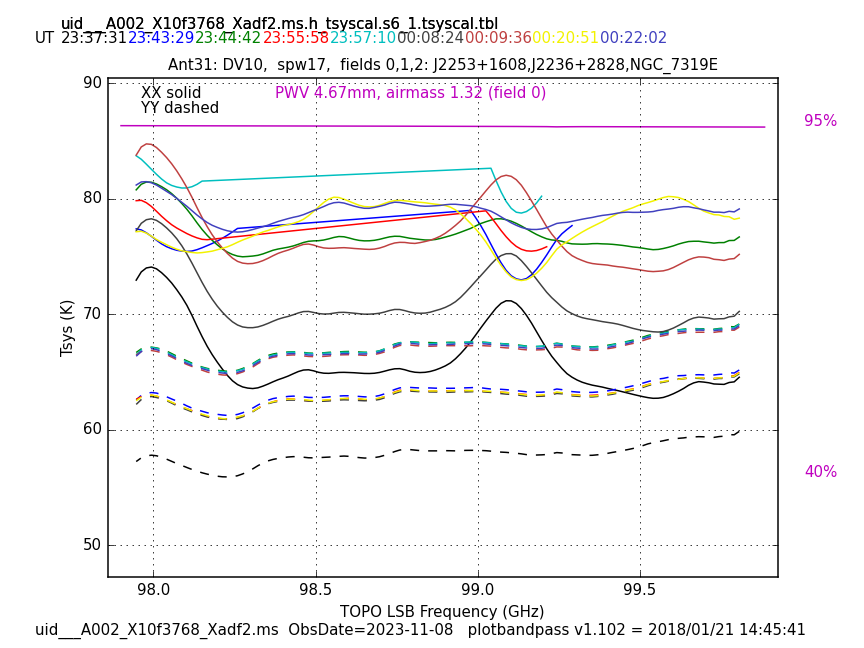 uid___A002_X10f3768_Xadf2.ms.h_tsyscal.s6_1.tsyscal.tbl
UT 23:37:31 23:43:29 23:44:42 23:55:58 23:57:10 00:08:24 00:09:36 00:20:51 00:22:02
Ant31: DV10,  spw17,  fields 0,1,2: J2253+1608,J2236+2828,NGC_7319E
90
XX solid
PWV 4.67mm, airmass 1.32 (field 0)
YY dashed
95%
80
70
Tsys (K)
60
40%
50
98.0 98.5 99.0 99.5
TOPO LSB Frequency (GHz)
uid___A002_X10f3768_Xadf2.ms  ObsDate=2023-11-08   plotbandpass v1.102 = 2018/01/21 14:45:41